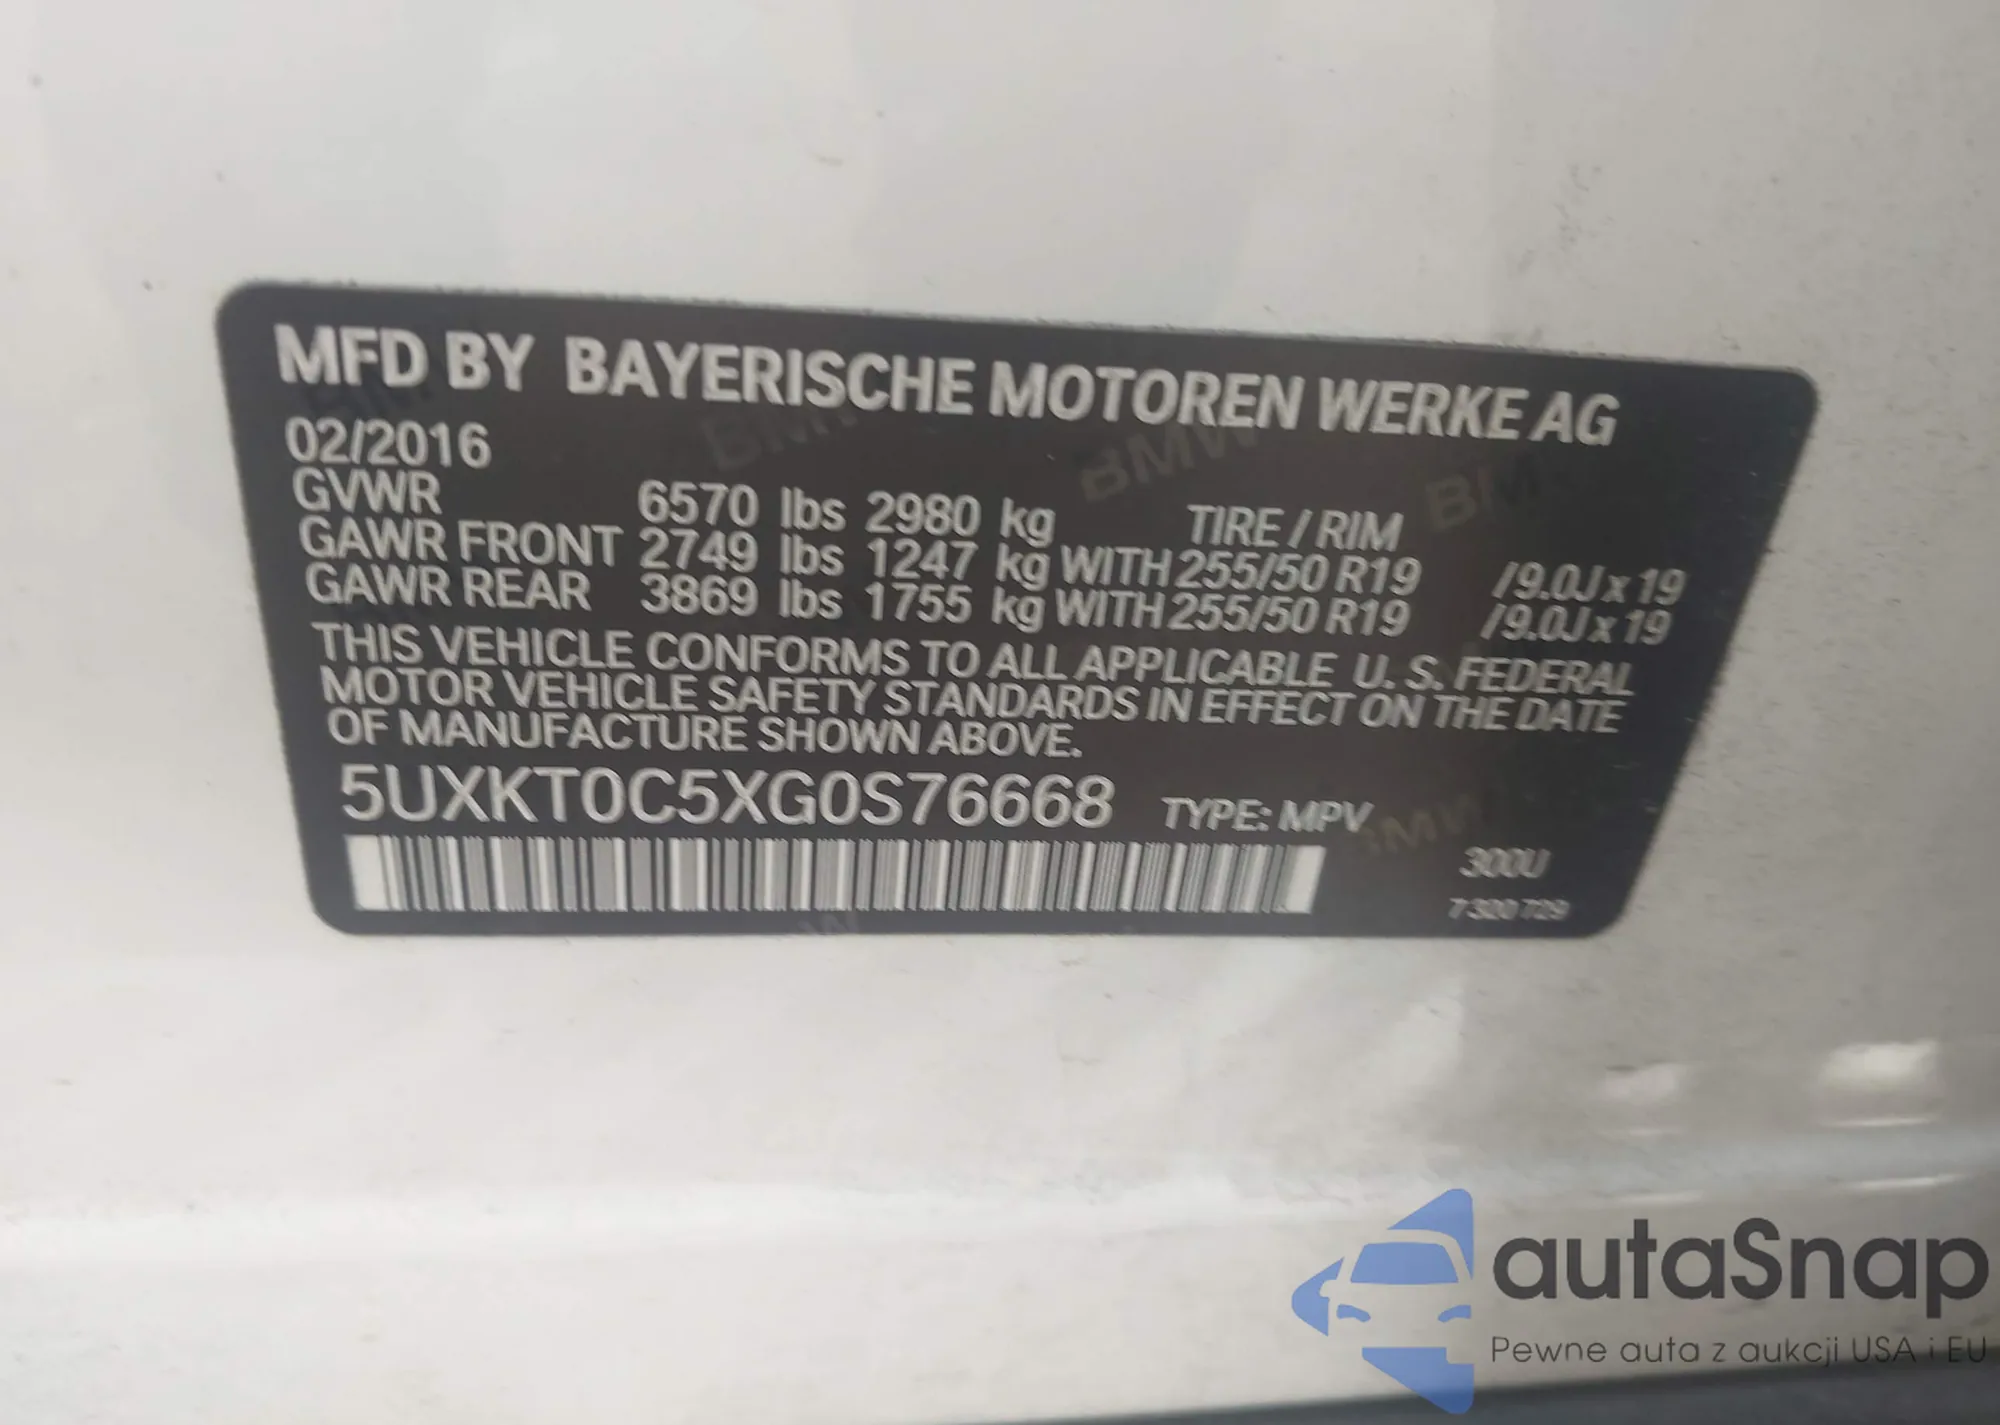 MFD BY BAYERISCHE MOTOREN WERKE AG
02/2016
GVWR 6570 lbs 2980 kg TIRE / RIM
GAWR FRONT 2749 lbs 1247 kg WITH 255/50 R19 /9.0J x 19
GAWR REAR 3869 lbs 1755 kg WITH 255/50 R19 /9.0J x 19
THIS VEHICLE CONFORMS TO ALL APPLICABLE U. S. FEDERAL
MOTOR VEHICLE SAFETY STANDARDS IN EFFECT ON THE DATE
OF MANUFACTURE SHOWN ABOVE.
5UXKT0C5XG0S76668 TYPE: MPV
300U
7 320 729
autaSnap
Pewne auta z aukcji USA i EU